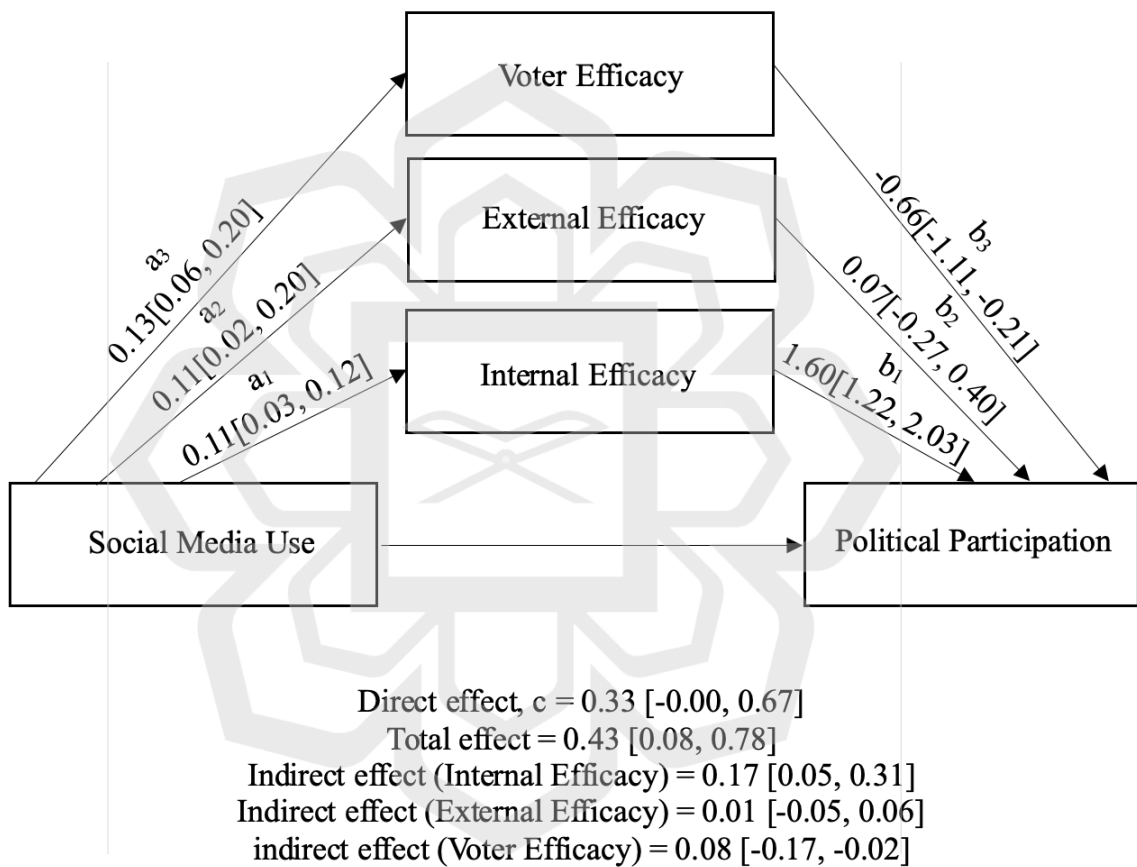 Voter Efficacy
External Efficacy
Internal Efficacy
a₃
0.13[0.06, 0.20]
a₂
0.11[0.02, 0.20]
a₁
0.11[0.03, 0.12]
b₃
-0.66[-1.11, -0.21]
b₂
0.07[-0.27, 0.40]
b₁
1.60[1.22, 2.03]
Social Media Use
Political Participation
Direct effect, c = 0.33 [-0.00, 0.67]
Total effect = 0.43 [0.08, 0.78]
Indirect effect (Internal Efficacy) = 0.17 [0.05, 0.31]
Indirect effect (External Efficacy) = 0.01 [-0.05, 0.06]
indirect effect (Voter Efficacy) = 0.08 [-0.17, -0.02]